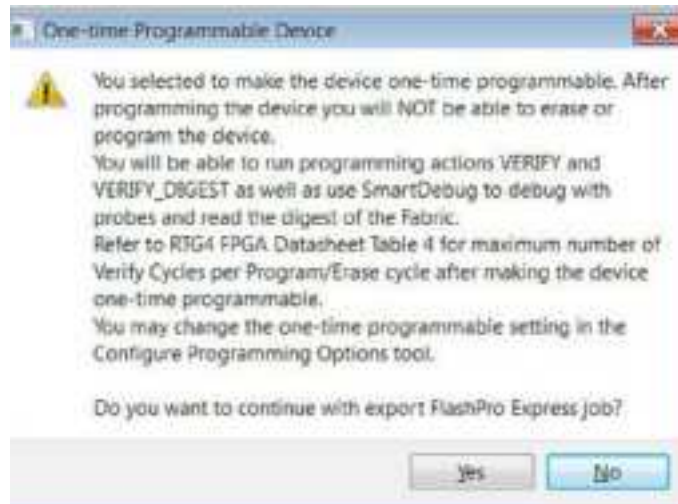 One-time Programmable Device
You selected to make the device one-time programmable. After
programming the device you will NOT be able to erase or
program the device.
You will be able to run programming actions VERIFY and
VERIFY_DIGEST as well as use SmartDebug to debug with
probes and read the digest of the Fabric.
Refer to RTG4 FPGA Datasheet Table 4 for maximum number of
Verify Cycles per Program/Erase cycle after making the device
one-time programmable.
You may change the one-time programmable setting in the
Configure Programming Options tool.
Do you want to continue with export FlashPro Express job?
Yes
No